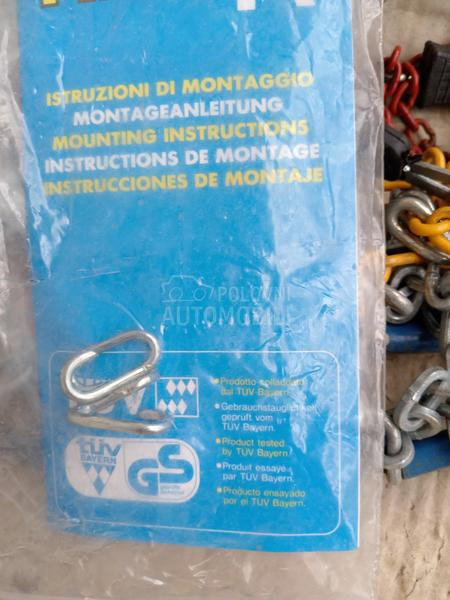 ISTRUZIONI DI MONTAGGIO
MONTAGEANLEITUNG
MOUNTING INSTRUCTIONS
INSTRUCTIONS DE MONTAGE
INSTRUCCIONES DE MONTAJE
POLOVNI
AUTOMOBILI
Prodotto collaudato
dal TÜV Bayern.
Gebrauchstauglichkeit
geprüft vom
TÜV Bayern.
Product tested
by TÜV Bayern.
Produit essaye
par TÜV Bayern.
Producto ensayado
por el TÜV Bayern.
TÜV
BAYERN
GS